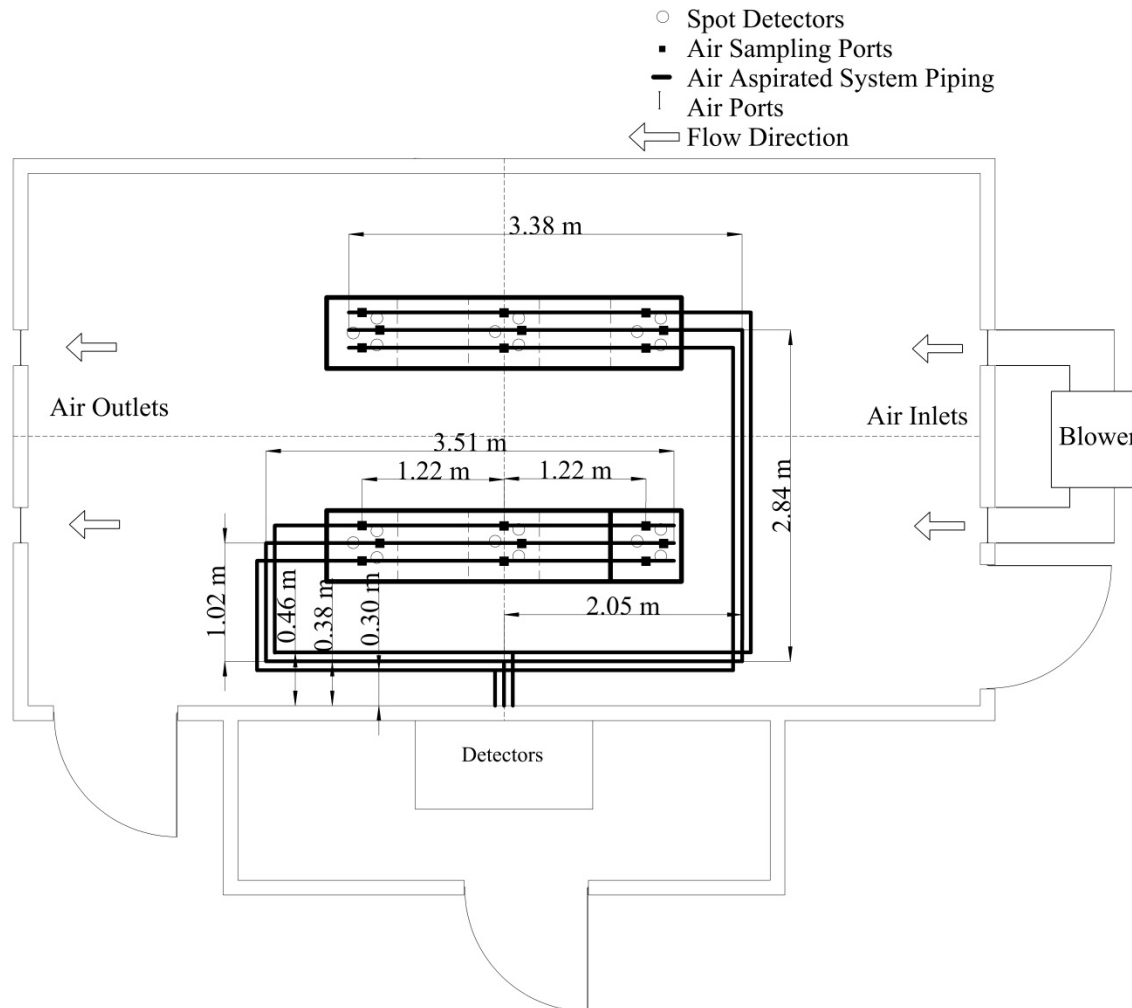 Spot Detectors
Air Sampling Ports
Air Aspirated System Piping
Air Ports
Flow Direction
3.38 m
Air Outlets
Air Inlets
Blower
3.51 m
1.22 m
1.22 m
2.84 m
1.02 m
0.46 m
0.38 m
0.30 m
2.05 m
Detectors